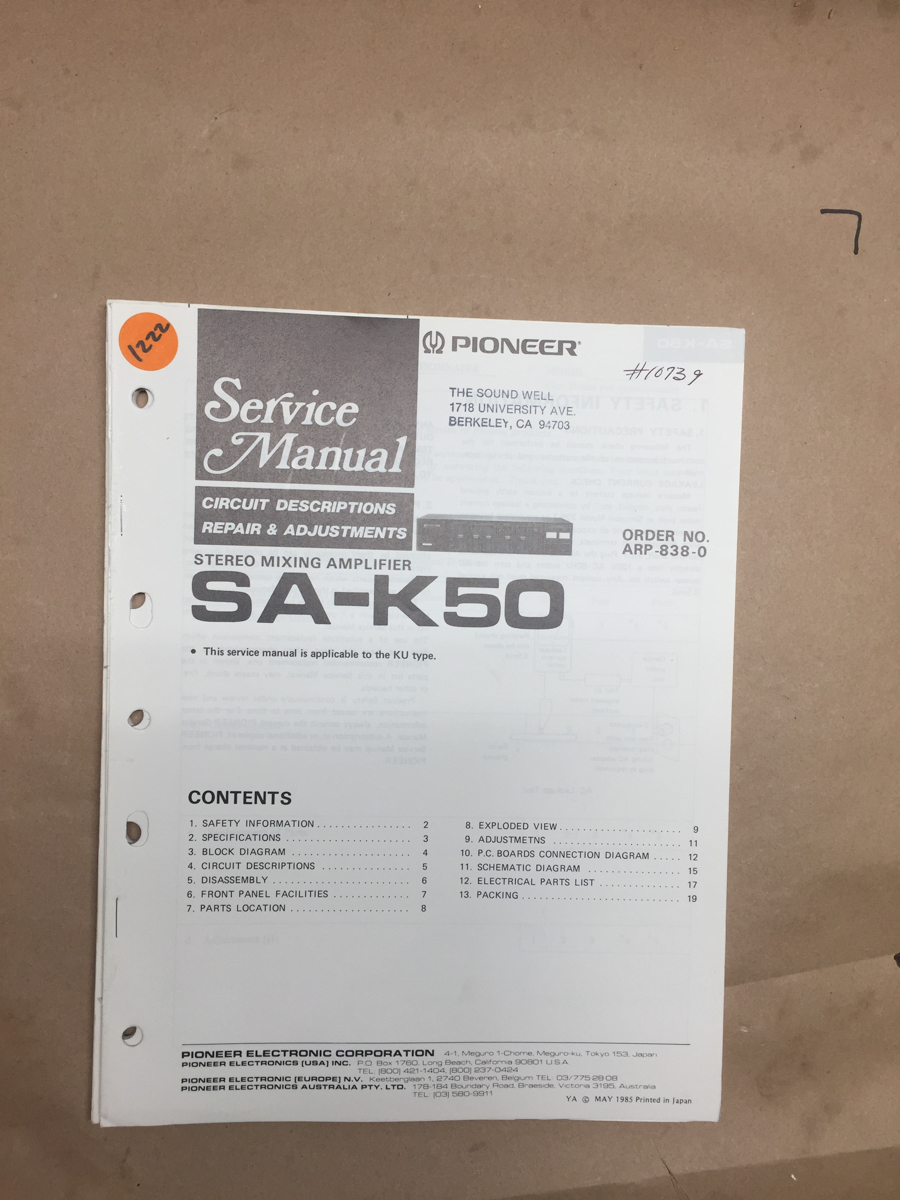 1222
PIONEER®
#10739
THE SOUND WELL
1718 UNIVERSITY AVE.
BERKELEY, CA 94703
Service
Manual
CIRCUIT DESCRIPTIONS
REPAIR & ADJUSTMENTS
ORDER NO.
ARP-838-0
STEREO MIXING AMPLIFIER
SA-K50
• This service manual is applicable to the KU type.
CONTENTS
1. SAFETY INFORMATION . . . . . . . . . . . . . . . . 2
2. SPECIFICATIONS . . . . . . . . . . . . . . . . . . . . . 3
3. BLOCK DIAGRAM . . . . . . . . . . . . . . . . . . . . 4
4. CIRCUIT DESCRIPTIONS . . . . . . . . . . . . . . . 5
5. DISASSEMBLY . . . . . . . . . . . . . . . . . . . . . . . 6
6. FRONT PANEL FACILITIES . . . . . . . . . . . . . 7
7. PARTS LOCATION . . . . . . . . . . . . . . . . . . . . 8
8. EXPLODED VIEW . . . . . . . . . . . . . . . . . . . . . 9
9. ADJUSTMETNS . . . . . . . . . . . . . . . . . . . . . . 11
10. P.C. BOARDS CONNECTION DIAGRAM . . . . . 12
11. SCHEMATIC DIAGRAM . . . . . . . . . . . . . . . . 15
12. ELECTRICAL PARTS LIST . . . . . . . . . . . . . . 17
13. PACKING . . . . . . . . . . . . . . . . . . . . . . . . . . 19
PIONEER ELECTRONIC CORPORATION 4-1, Meguro 1-Chome, Meguro-ku, Tokyo 153, Japan
PIONEER ELECTRONICS (USA) INC. P.O. Box 1760, Long Beach, California 90801 U.S.A.
TEL: (800) 421-1404, (800) 237-0424
PIONEER ELECTRONIC (EUROPE) N.V. Keetberglaan 1, 2740 Beveren, Belgium TEL: 03/775-28-08
PIONEER ELECTRONICS AUSTRALIA PTY. LTD. 178-184 Boundary Road, Braeside, Victoria 3195, Australia
TEL: (03) 580-9911
YA © MAY 1985 Printed in Japan